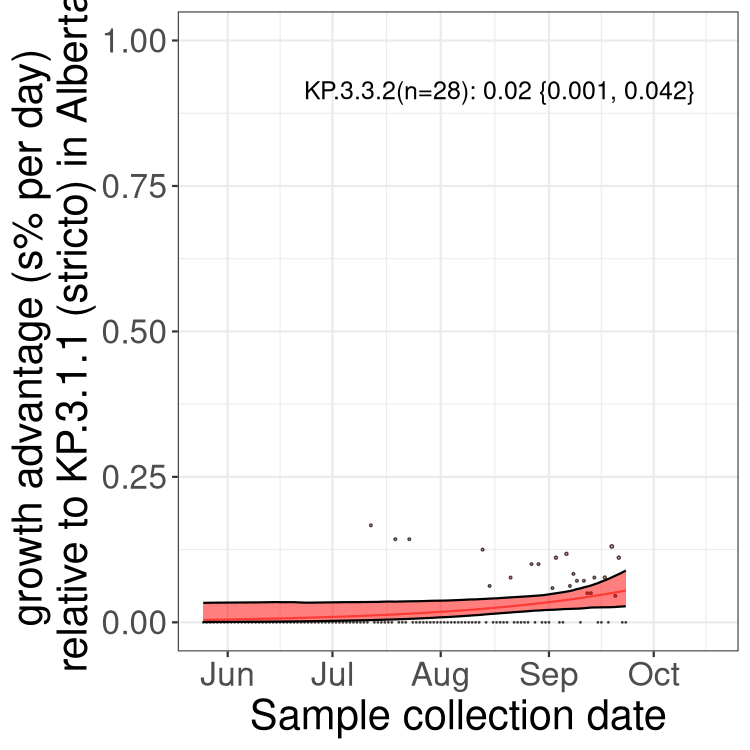 growth advantage (s% per day)
relative to KP.3.1.1 (stricto) in Alberta
1.00
0.75
0.50
0.25
0.00
KP.3.3.2(n=28): 0.02 {0.001, 0.042}
Jun Jul Aug Sep Oct
Sample collection date